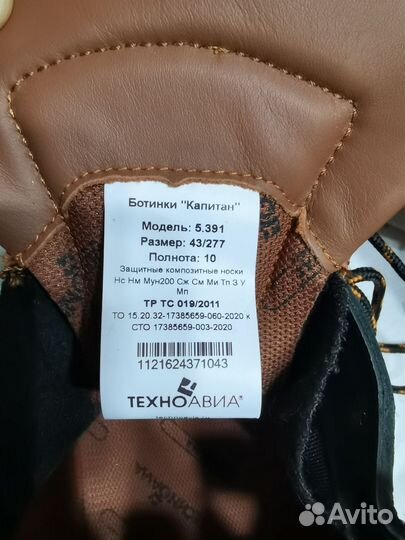 Ботинки "Капитан"
Модель: 5.391
Размер: 43/277
Полнота: 10
Защитные композитные носки
Нс Нм Мун200 Сж См Ми Тп З У
Мп
ТР ТС 019/2011
ТО 15.20.32-17385659-060-2020 к
СТО 17385659-003-2020
1121624371043
ТЕХНОАВИА®
Avito